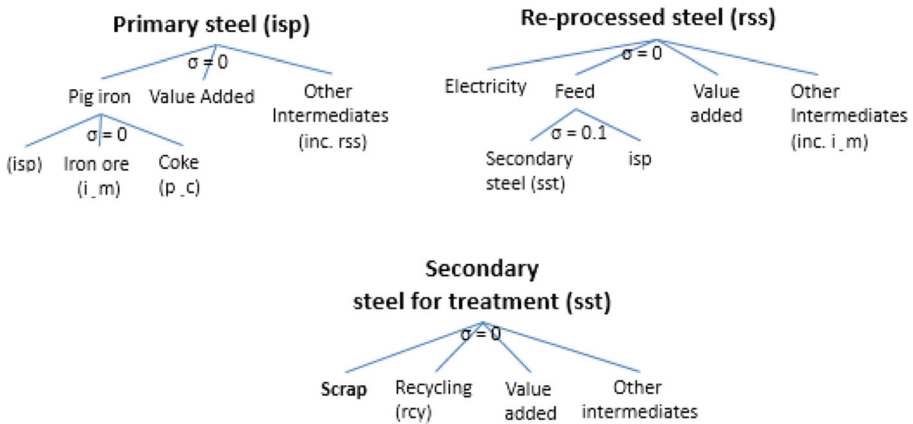 Primary steel (isp)
σ = 0
Pig iron
Value Added
Other
Intermediates
(inc. rss)
σ = 0
(isp)
Iron ore
(i_m)
Coke
(p_c)
Re-processed steel (rss)
σ = 0
Electricity
Feed
Value
added
Other
Intermediates
(inc. i_m)
σ = 0.1
Secondary
steel (sst)
isp
Secondary
steel for treatment (sst)
σ = 0
Scrap
Recycling
(rcy)
Value
added
Other
intermediates